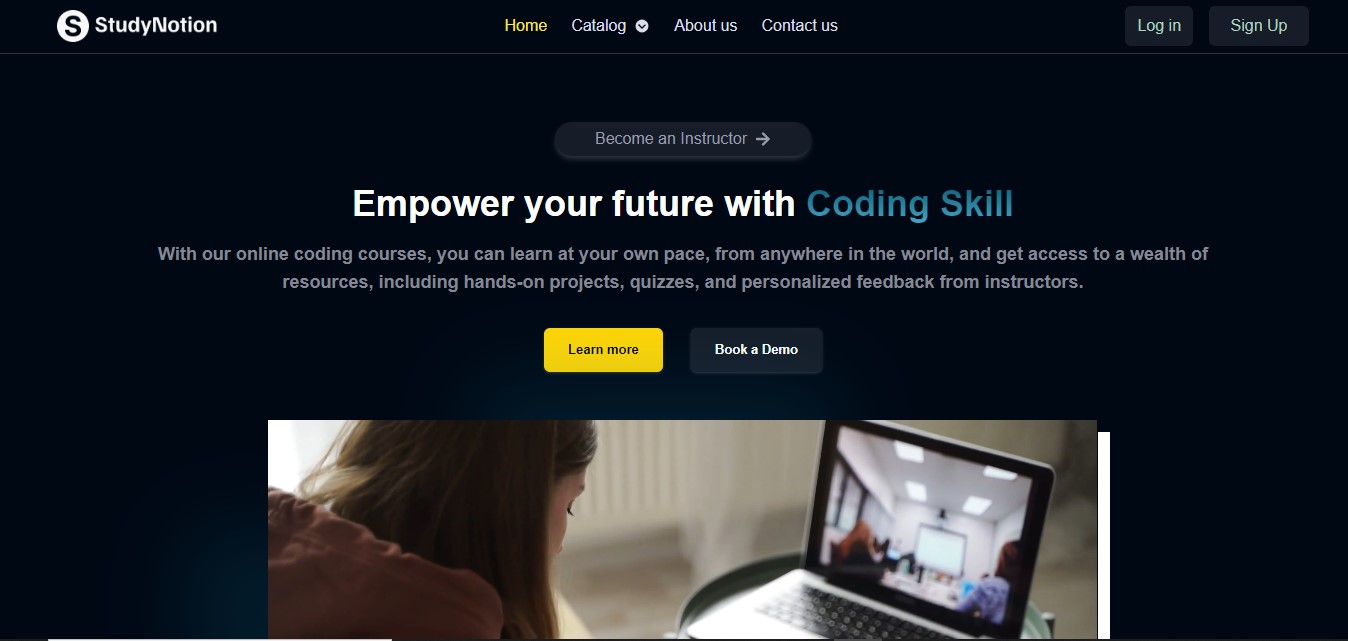 StudyNotion
Home Catalog About us Contact us
Log in Sign Up
Become an Instructor
Empower your future with Coding Skill
With our online coding courses, you can learn at your own pace, from anywhere in the world, and get access to a wealth of
resources, including hands-on projects, quizzes, and personalized feedback from instructors.
Learn more Book a Demo